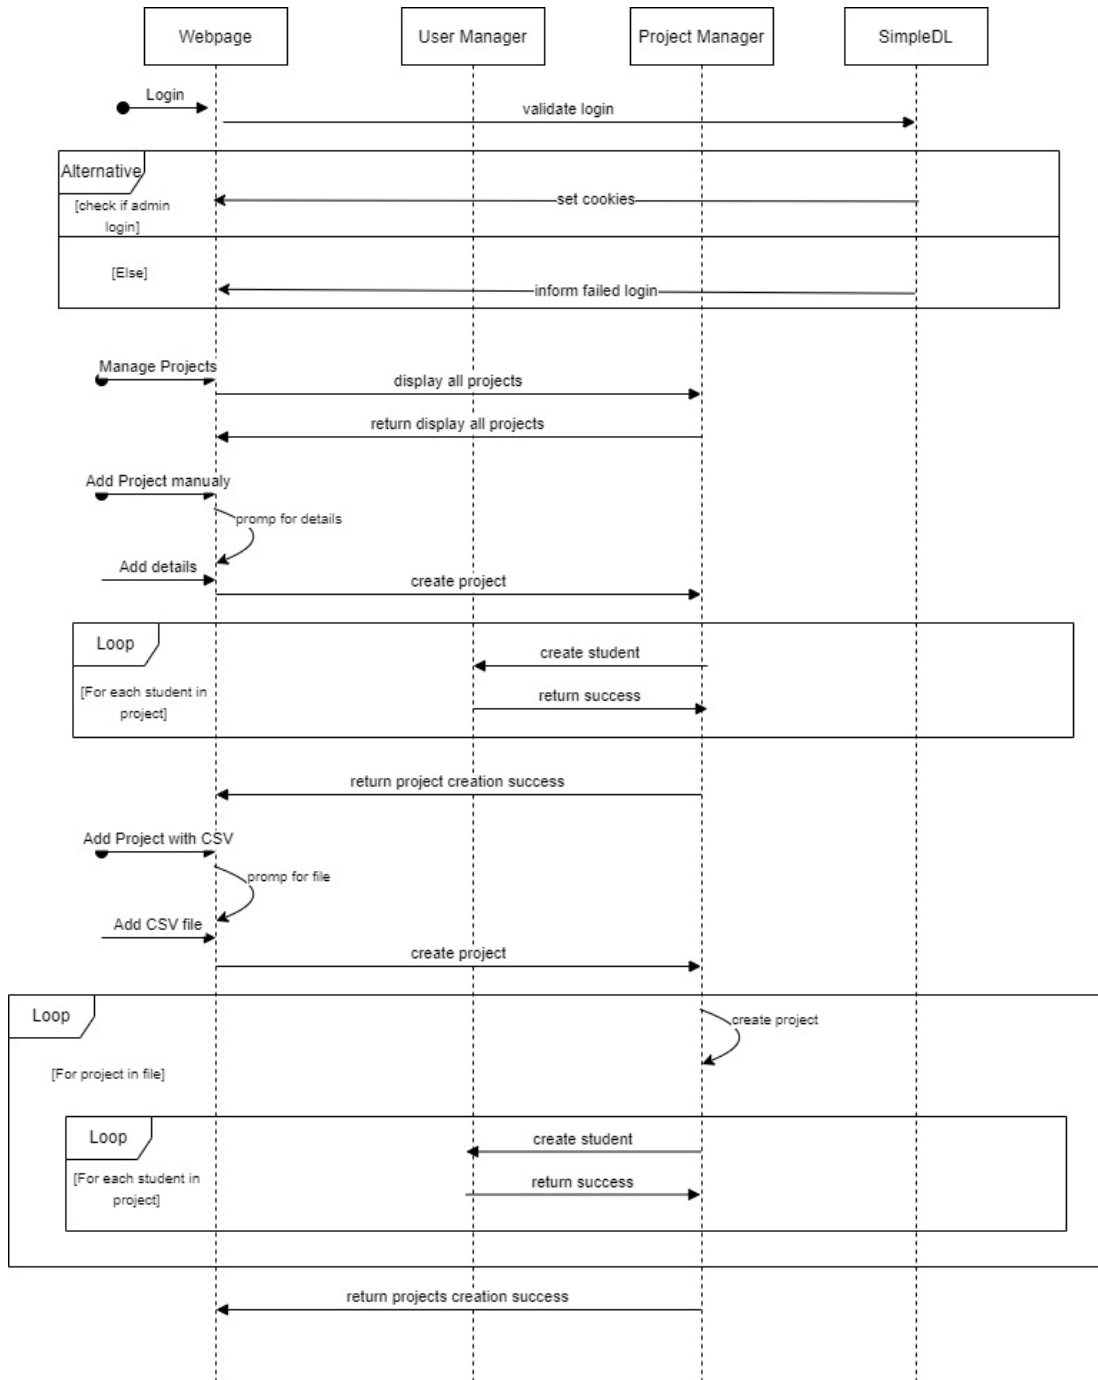 Webpage
User Manager
Project Manager
SimpleDL
Login
validate login
Alternative
set cookies
[check if admin
login]
[Else]
inform failed login
Manage Projects
display all projects
return display all projects
Add Project manualy
promp for details
Add details
create project
Loop
create student
[For each student in
project]
return success
return project creation success
Add Project with CSV
promp for file
Add CSV file
create project
Loop
create project
[For project in file]
Loop
create student
[For each student in
project]
return success
return projects creation success